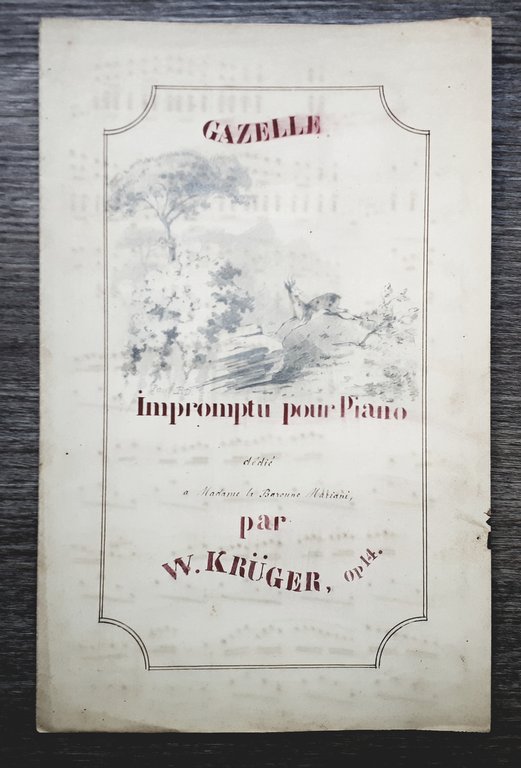 GAZELLE
Impromptu pour Piano
dédié
a Madame la Baronne Mariani,
par
W. KRÜGER, Op 14.